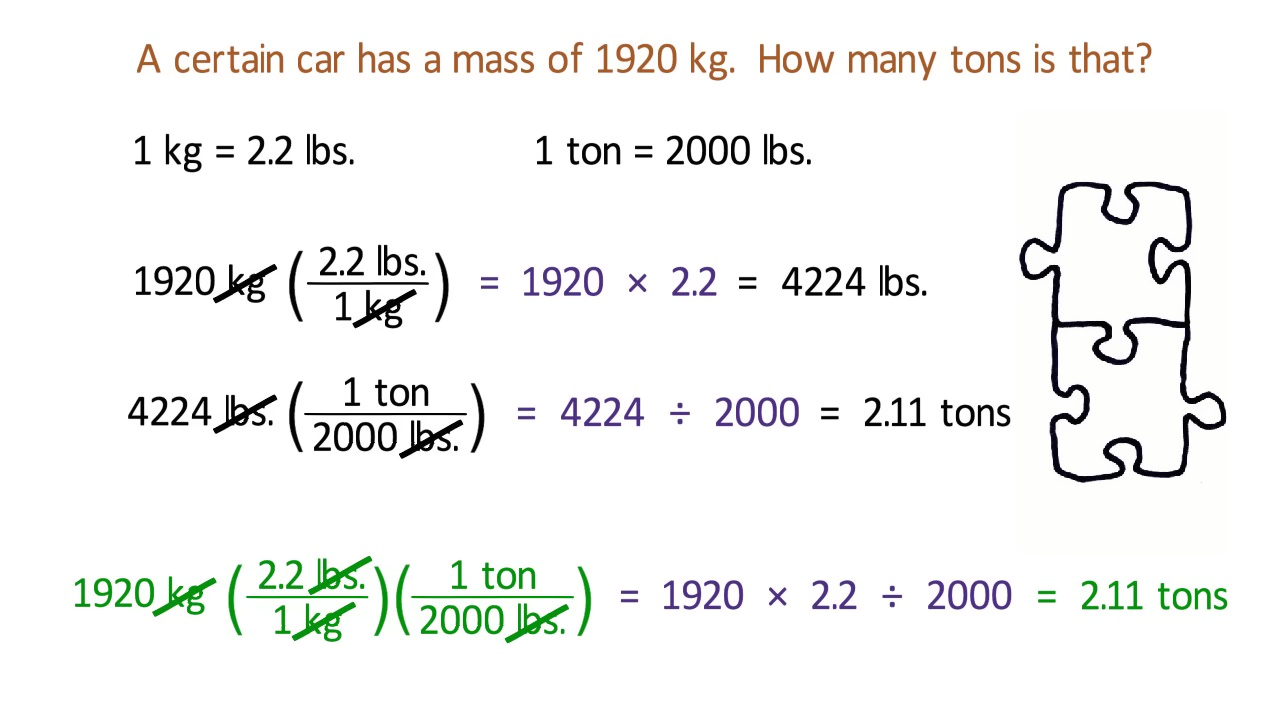 A certain car has a mass of 1920 kg. How many tons is that?
1 kg = 2.2 lbs. 1 ton = 2000 lbs.
1920 kg ( 2.2 lbs. / 1 kg ) = 1920 × 2.2 = 4224 lbs.
4224 lbs. ( 1 ton / 2000 lbs. ) = 4224 ÷ 2000 = 2.11 tons
1920 kg ( 2.2 lbs. / 1 kg ) ( 1 ton / 2000 lbs. ) = 1920 × 2.2 ÷ 2000 = 2.11 tons